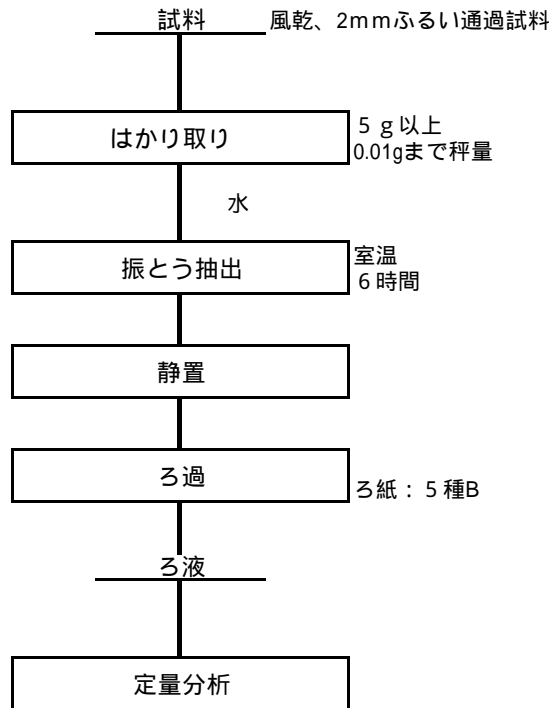 試料 風乾、2mmふるい通過試料
はかり取り
5g以上
0.01gまで秤量
水
振とう抽出
室温
6時間
静置
ろ過
ろ紙：5種B
ろ液
定量分析